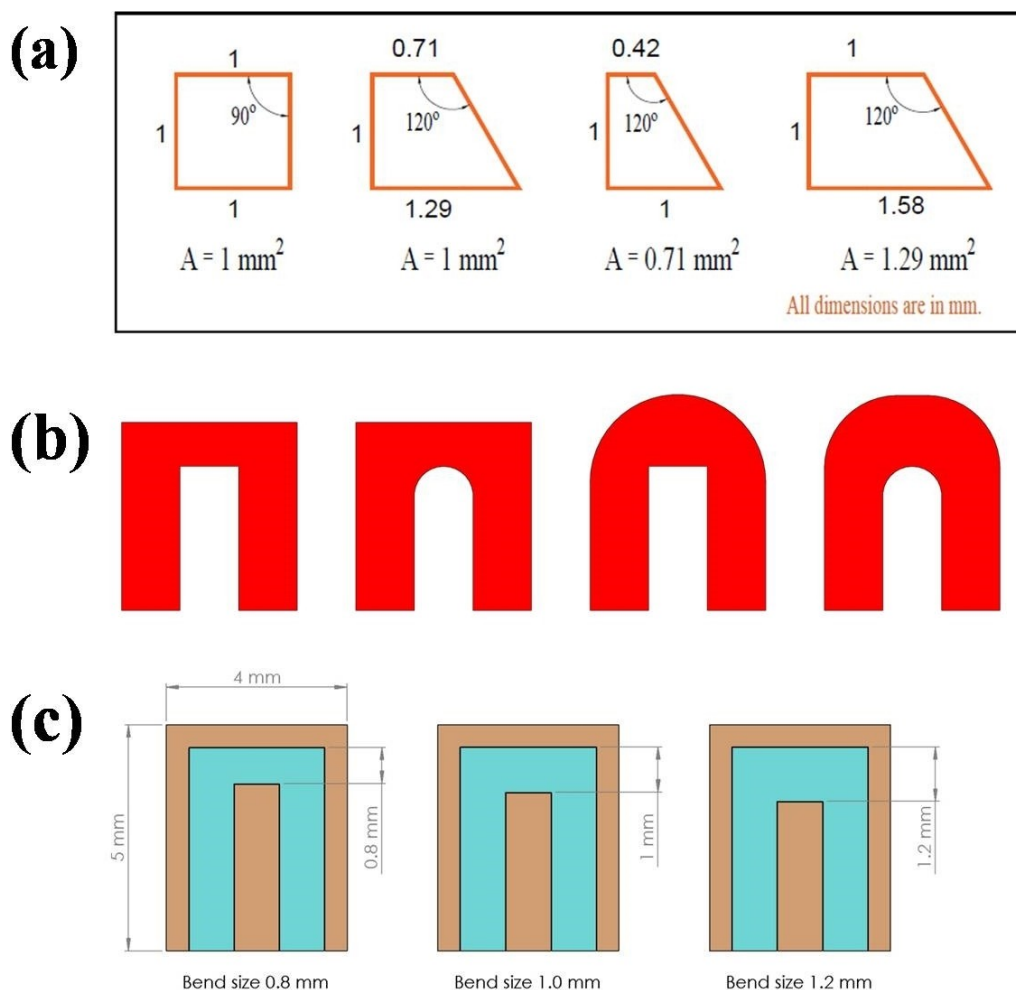 (a)
1
1
90°
1
A = 1 mm²
0.71
1
120°
1.29
A = 1 mm²
0.42
1
120°
1
A = 0.71 mm²
1
1
120°
1.58
A = 1.29 mm²
All dimensions are in mm.
(b)
(c)
4 mm
5 mm
0.8 mm
Bend size 0.8 mm
1 mm
Bend size 1.0 mm
1.2 mm
Bend size 1.2 mm